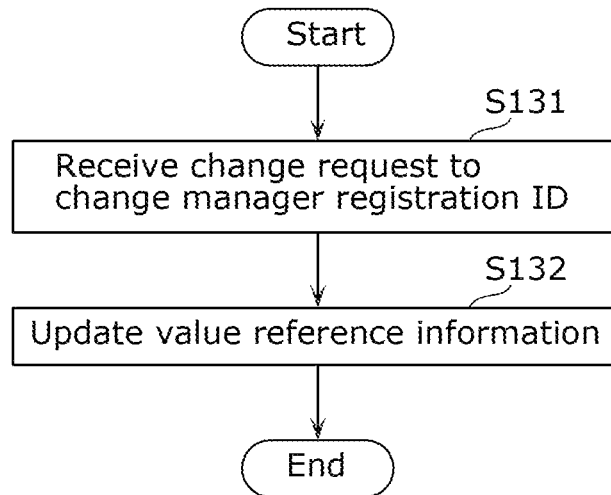 Start
S131
Receive change request to
change manager registration ID
S132
Update value reference information
End